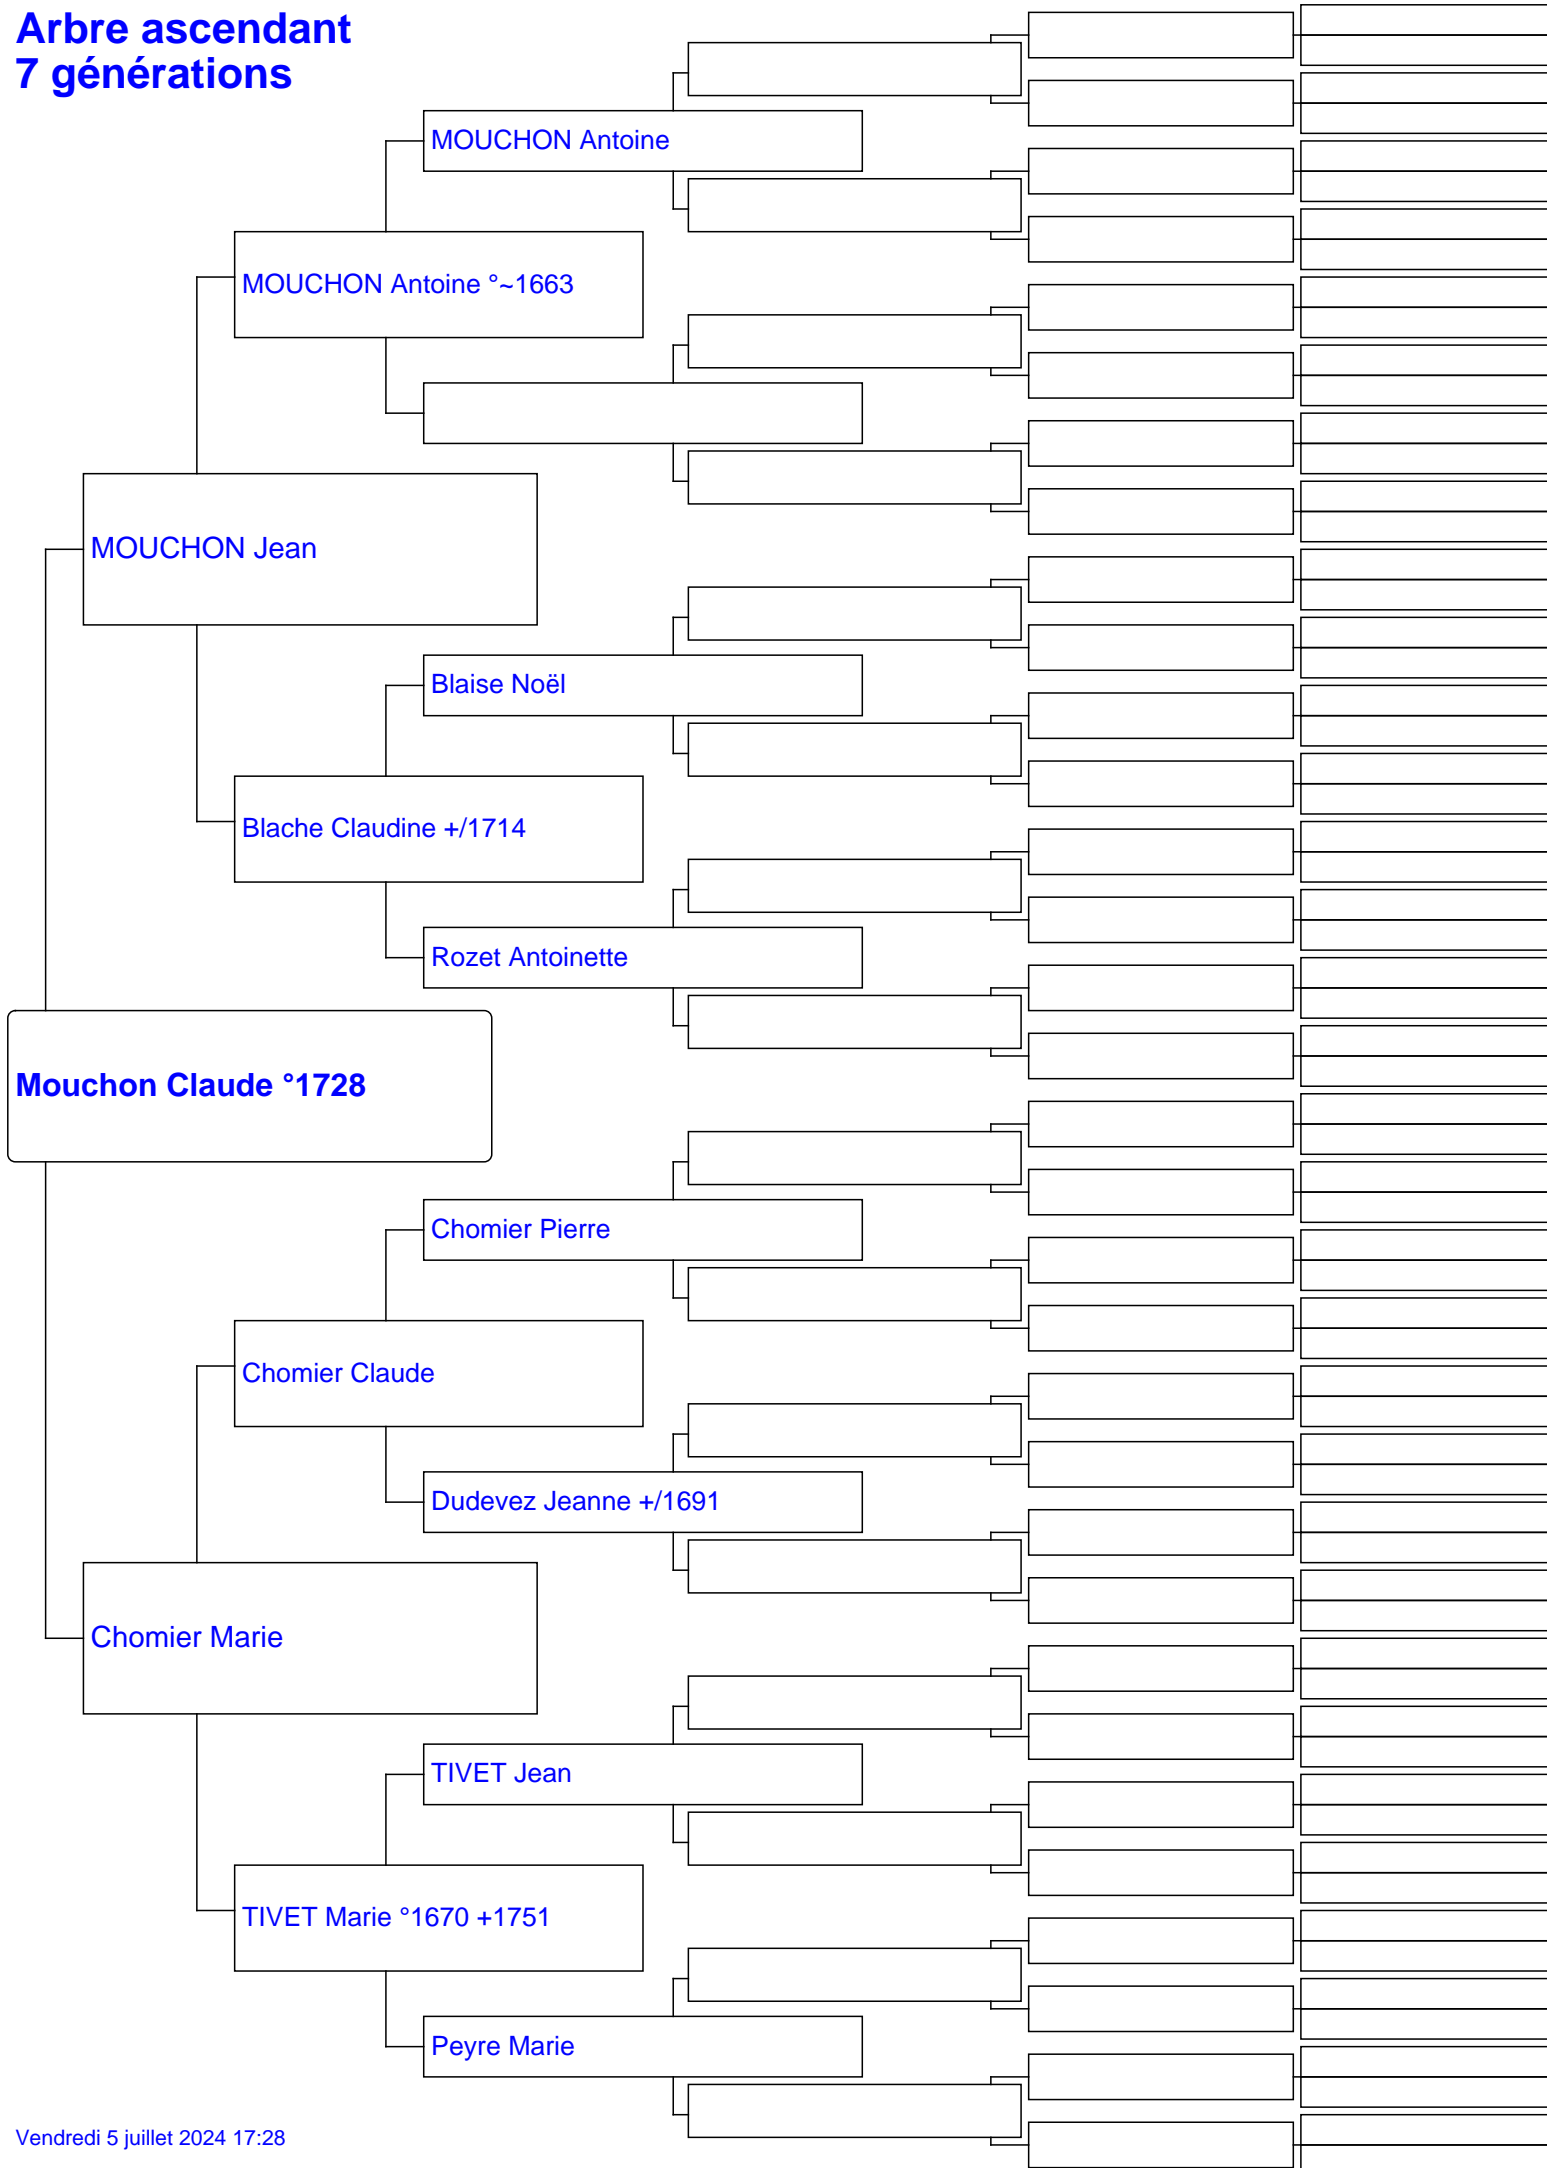 Arbre ascendant
7 générations
MOUCHON Antoine
MOUCHON Antoine °~1663
MOUCHON Jean
Blaise Noël
Blache Claudine +/1714
Rozet Antoinette
Mouchon Claude °1728
Chomier Pierre
Chomier Claude
Dudevez Jeanne +/1691
Chomier Marie
TIVET Jean
TIVET Marie °1670 +1751
Peyre Marie
Vendredi 5 juillet 2024 17:28